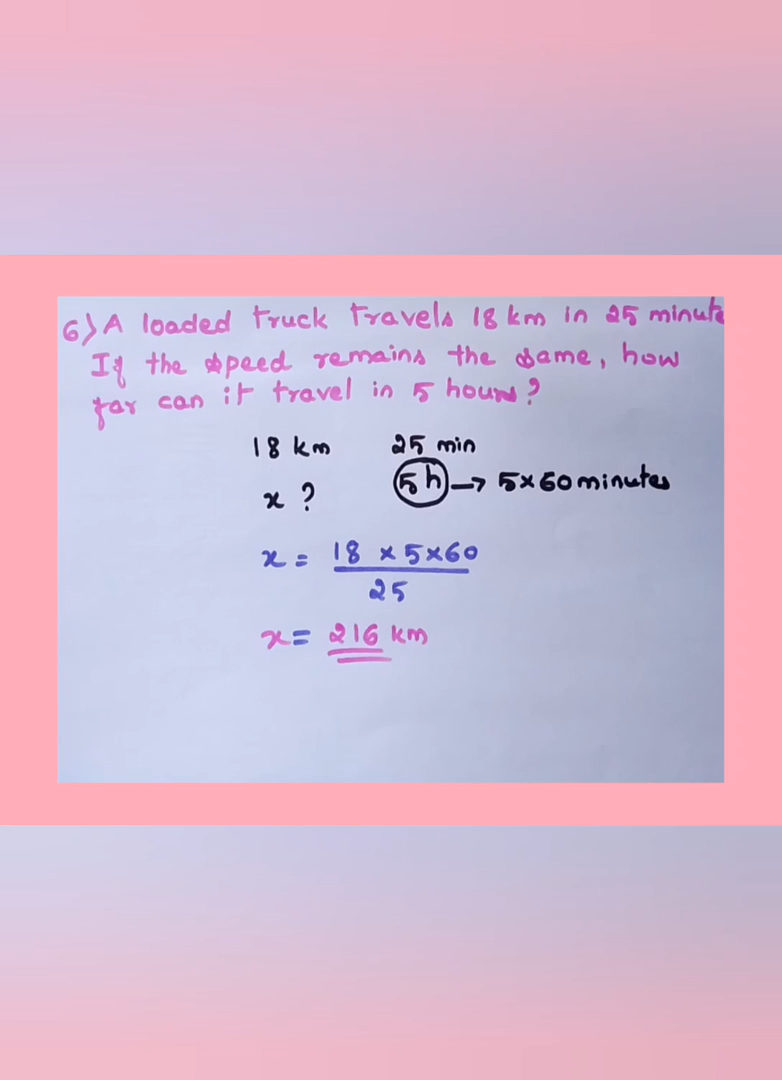 6) A loaded truck travels 18 km in 25 minute
If the speed remains the same, how
far can it travel in 5 hours?
18 km 25 min
x ? 5h → 5×60 minutes
x = 18 × 5×60
25
x = 216 km